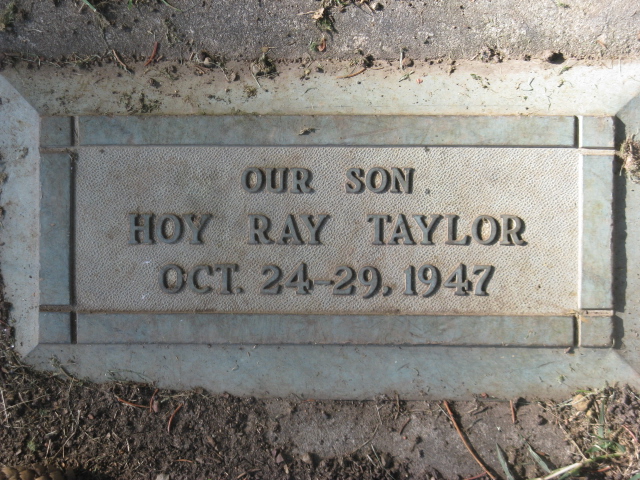 OUR SON
HOY RAY TAYLOR
OCT. 24-29, 1947